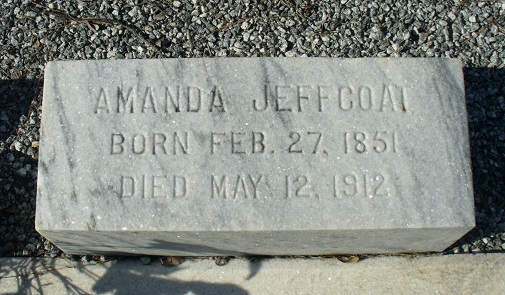 AMANDA JEFFCOAT
BORN FEB. 27, 1851
DIED MAY 12, 1912